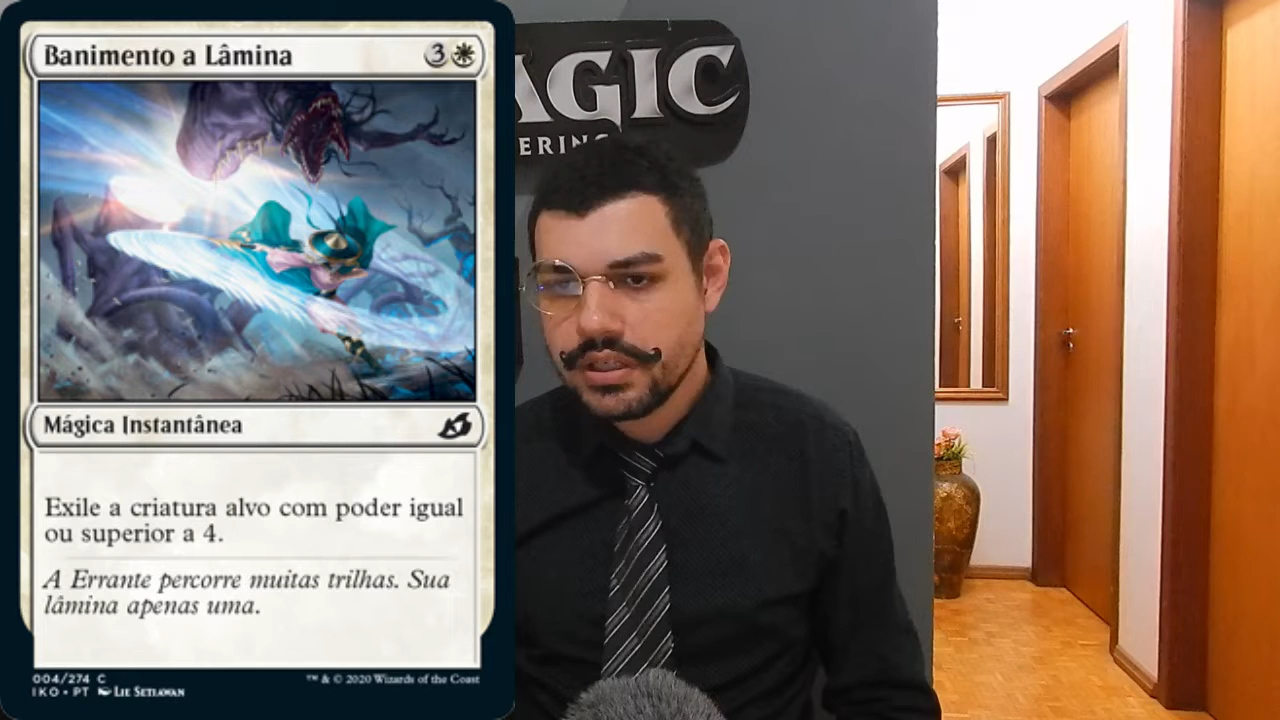 Banimento a Lâmina 3
AGIC
ERING
Mágica Instantânea
Exile a criatura alvo com poder igual
ou superior a 4.
A Errante percorre muitas trilhas. Sua
lâmina apenas uma.
004/274 C
IKO • PT Lie Setiawan
™ & © 2020 Wizards of the Coast